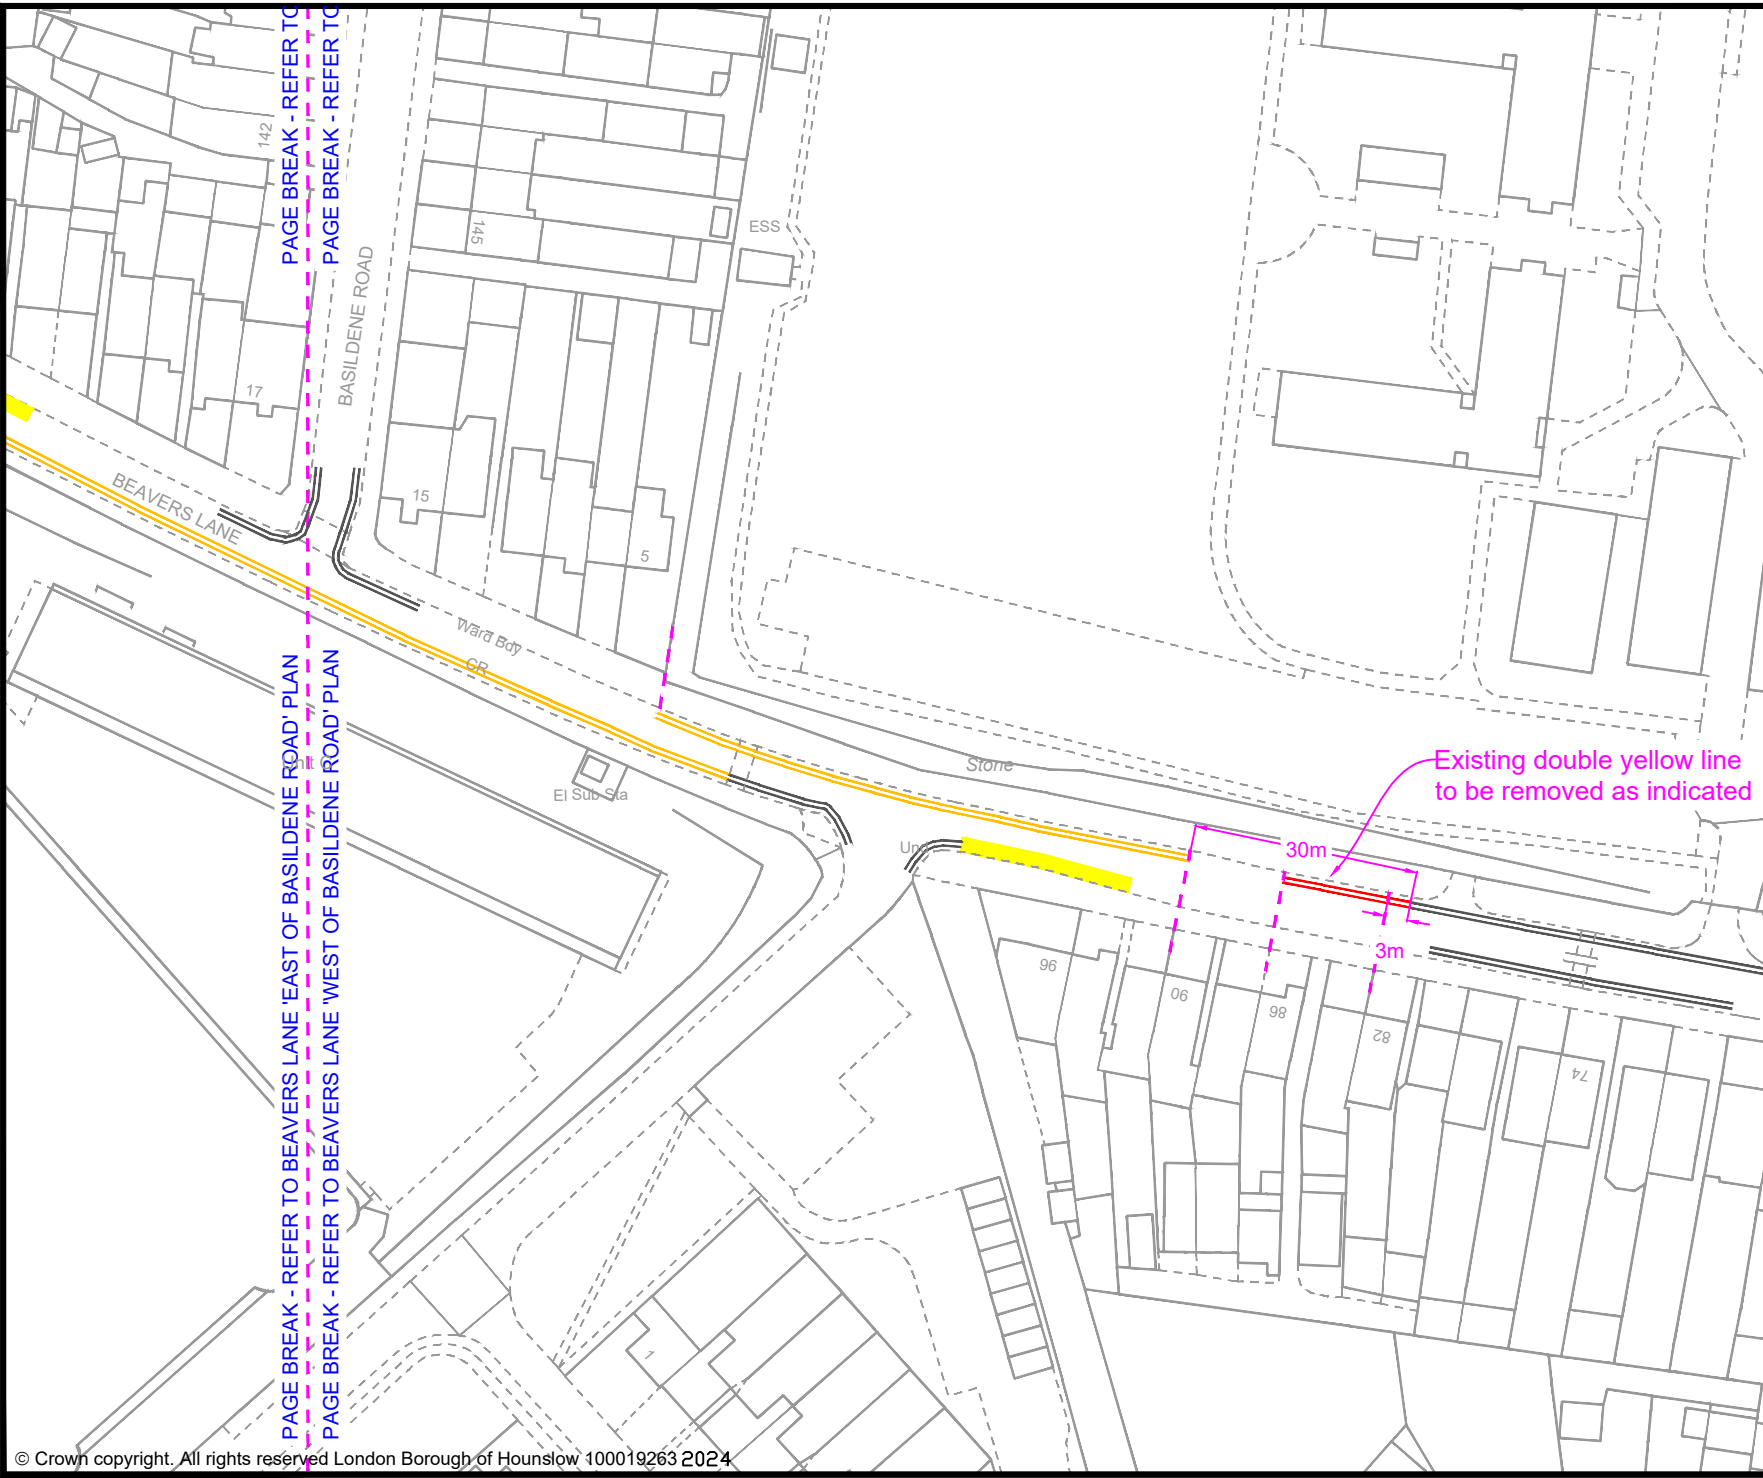 PAGE BREAK - REFER TO
PAGE BREAK - REFER TO
142
145
ESS
BASILDENE ROAD
17
15
5
BEAVERS LANE
Ward Bdy
CR
PAGE BREAK - REFER TO BEAVERS LANE 'EAST OF BASILDENE ROAD' PLAN
PAGE BREAK - REFER TO BEAVERS LANE 'WEST OF BASILDENE ROAD' PLAN
Unit C
El Sub Sta
Stone
Und
Existing double yellow line
to be removed as indicated
30m
3m
96
90
86
82
74
1
© Crown copyright. All rights reserved London Borough of Hounslow 100019263 2024